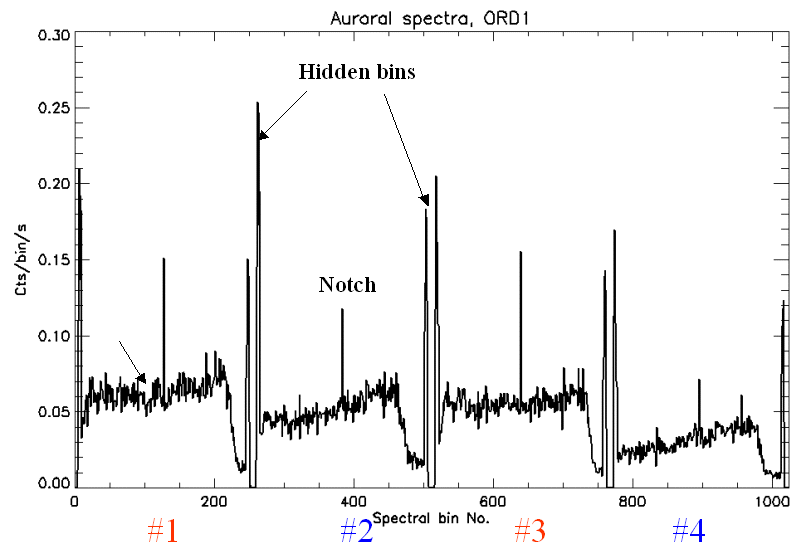 Auroral spectra, ORD1
0.30
Hidden bins
0.25
0.20
Cts/bin/s
0.15
Notch
0.10
0.05
0.00
0 200 400 600 800 1000
Spectral bin No.
#1 #2 #3 #4